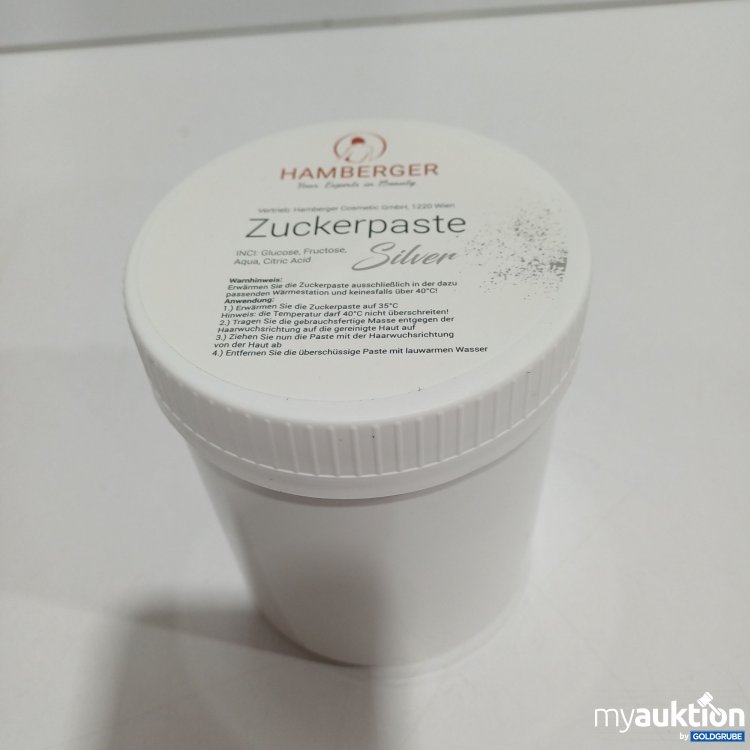 HAMBERGER
Your Experts in Beauty
Vertrieb: Hamberger Cosmetic GmbH, 1220 Wien
Zuckerpaste
Silver
INCI: Glucose, Fructose,
Aqua, Citric Acid
Warnhinweis:
Erwärmen Sie die Zuckerpaste ausschließlich in der dazu
passenden Wärmestation und keinesfalls über 40°C!
Anwendung:
1.) Erwärmen Sie die Zuckerpaste auf 35°C
Hinweis: die Temperatur darf 40°C nicht überschreiten!
2.) Tragen Sie die gebrauchsfertige Masse entgegen der
Haarwuchsrichtung auf die gereinigte Haut auf
3.) Ziehen Sie nun die Paste mit der Haarwuchsrichtung
von der Haut ab
4.) Entfernen Sie die überschüssige Paste mit lauwarmen Wasser
myauktion
by GOLDGRUBE